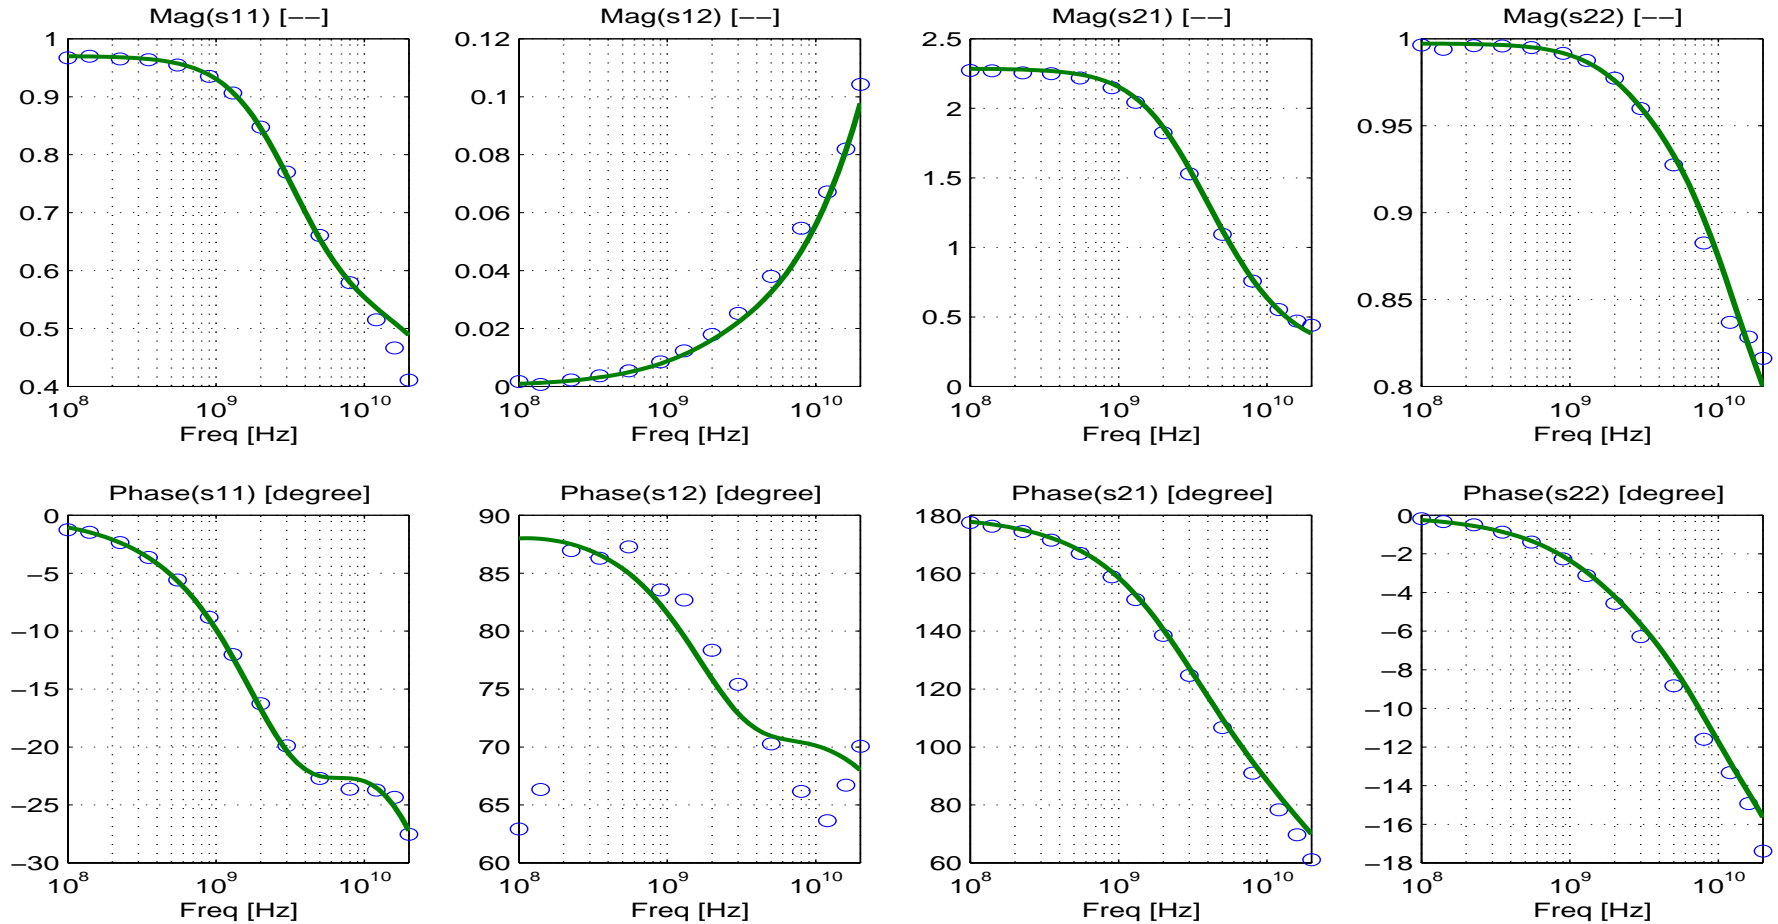 Mag(s11) [−−]
1
0.9
0.8
0.7
0.6
0.5
0.4
10^8 10^9 10^10
Freq [Hz]
Mag(s12) [−−]
0.12
0.1
0.08
0.06
0.04
0.02
0
10^8 10^9 10^10
Freq [Hz]
Mag(s21) [−−]
2.5
2
1.5
1
0.5
0
10^8 10^9 10^10
Freq [Hz]
Mag(s22) [−−]
1
0.95
0.9
0.85
0.8
10^8 10^9 10^10
Freq [Hz]
Phase(s11) [degree]
0
−5
−10
−15
−20
−25
−30
10^8 10^9 10^10
Freq [Hz]
Phase(s12) [degree]
90
85
80
75
70
65
60
10^8 10^9 10^10
Freq [Hz]
Phase(s21) [degree]
180
160
140
120
100
80
60
10^8 10^9 10^10
Freq [Hz]
Phase(s22) [degree]
0
−2
−4
−6
−8
−10
−12
−14
−16
−18
10^8 10^9 10^10
Freq [Hz]